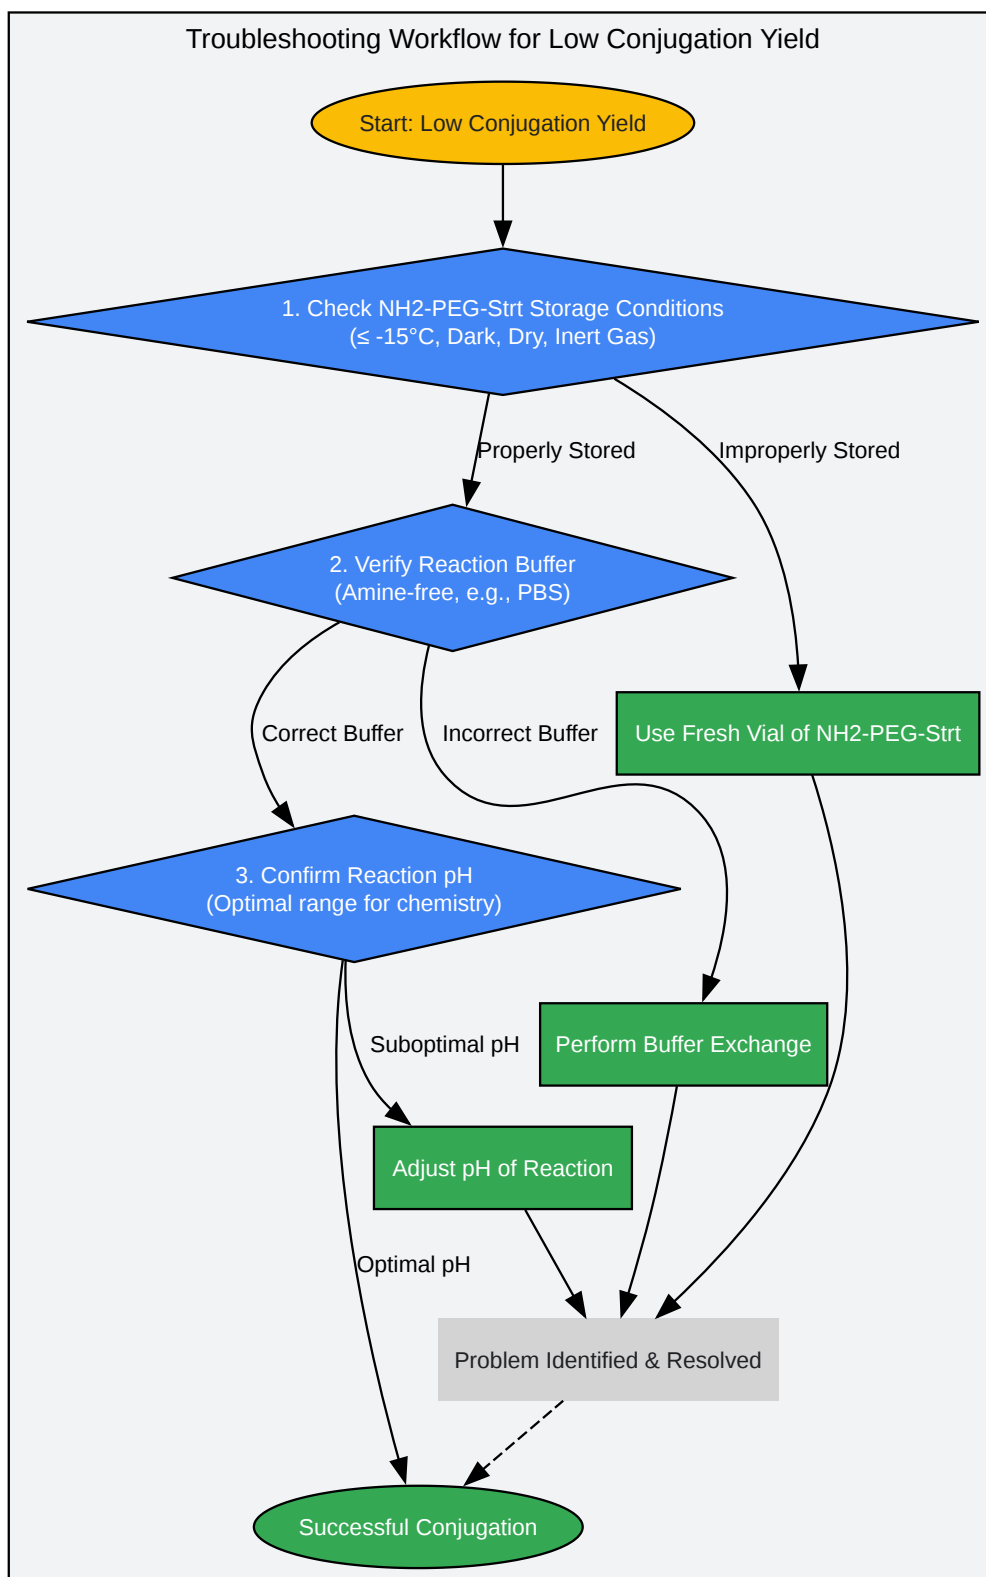 Troubleshooting Workflow for Low Conjugation Yield
Start: Low Conjugation Yield
1. Check NH2-PEG-Strt Storage Conditions
(≤ -15°C, Dark, Dry, Inert Gas)
Properly Stored
Improperly Stored
2. Verify Reaction Buffer
(Amine-free, e.g., PBS)
Correct Buffer
Incorrect Buffer
Use Fresh Vial of NH2-PEG-Strt
3. Confirm Reaction pH
(Optimal range for chemistry)
Suboptimal pH
Perform Buffer Exchange
Adjust pH of Reaction
Optimal pH
Problem Identified & Resolved
Successful Conjugation